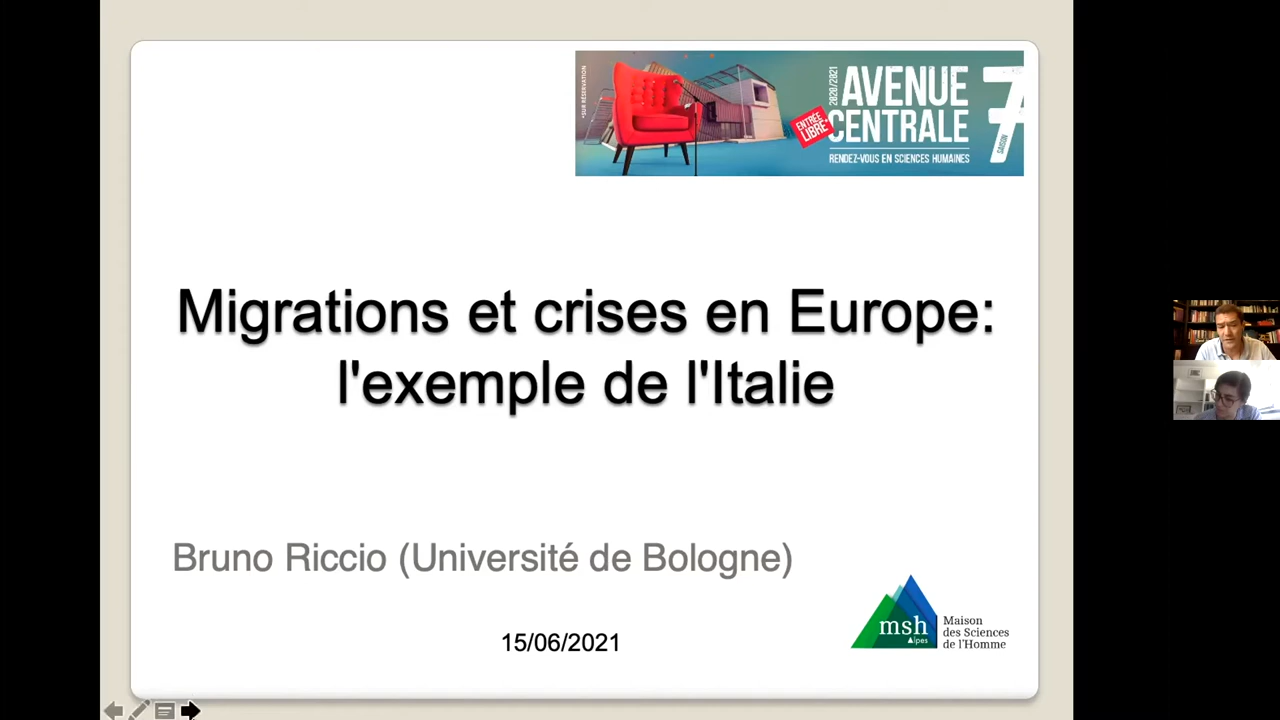 *SUR RÉSERVATION
2020/2021
AVENUE
CENTRALE
ENTRÉE
LIBRE
7
SAISON
RENDEZ-VOUS EN SCIENCES HUMAINES
Migrations et crises en Europe:
l'exemple de l'Italie
Bruno Riccio (Université de Bologne)
15/06/2021
msh
Alpes
Maison
des Sciences
de l'Homme